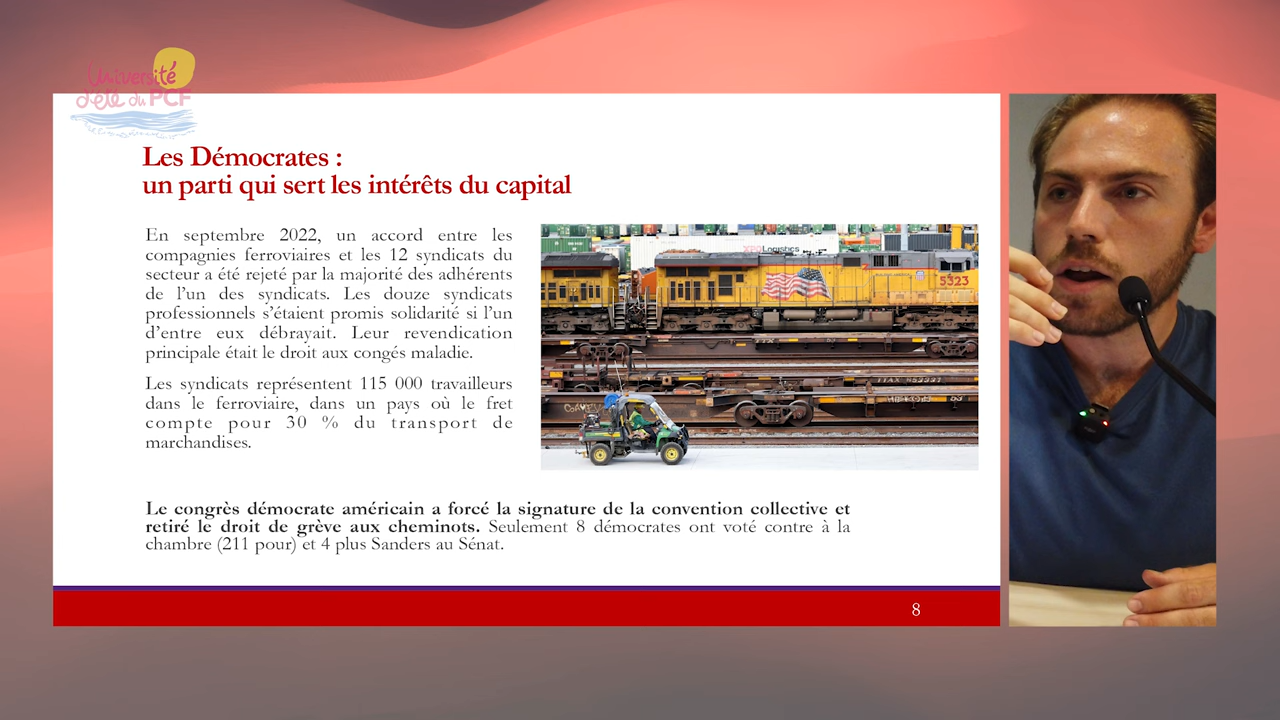 Université
d'été du PCF
Les Démocrates :
un parti qui sert les intérêts du capital
En septembre 2022, un accord entre les
compagnies ferroviaires et les 12 syndicats du
secteur a été rejeté par la majorité des adhérents
de l'un des syndicats. Les douze syndicats
professionnels s'étaient promis solidarité si l'un
d'entre eux débrayait. Leur revendication
principale était le droit aux congés maladie.
Les syndicats représentent 115 000 travailleurs
dans le ferroviaire, dans un pays où le fret
compte pour 30 % du transport de
marchandises.
XPOLogistics
5323
TTX
53
Le congrès démocrate américain a forcé la signature de la convention collective et
retiré le droit de grève aux cheminots. Seulement 8 démocrates ont voté contre à la
chambre (211 pour) et 4 plus Sanders au Sénat.
8